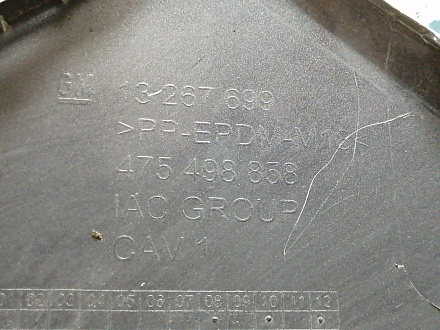 GM 13 267 699
>PP-EPDM-M10
475 498 858
IAC GROUP
CAV 1
01 02 03 04 05 06 07 08 09 10 11 12